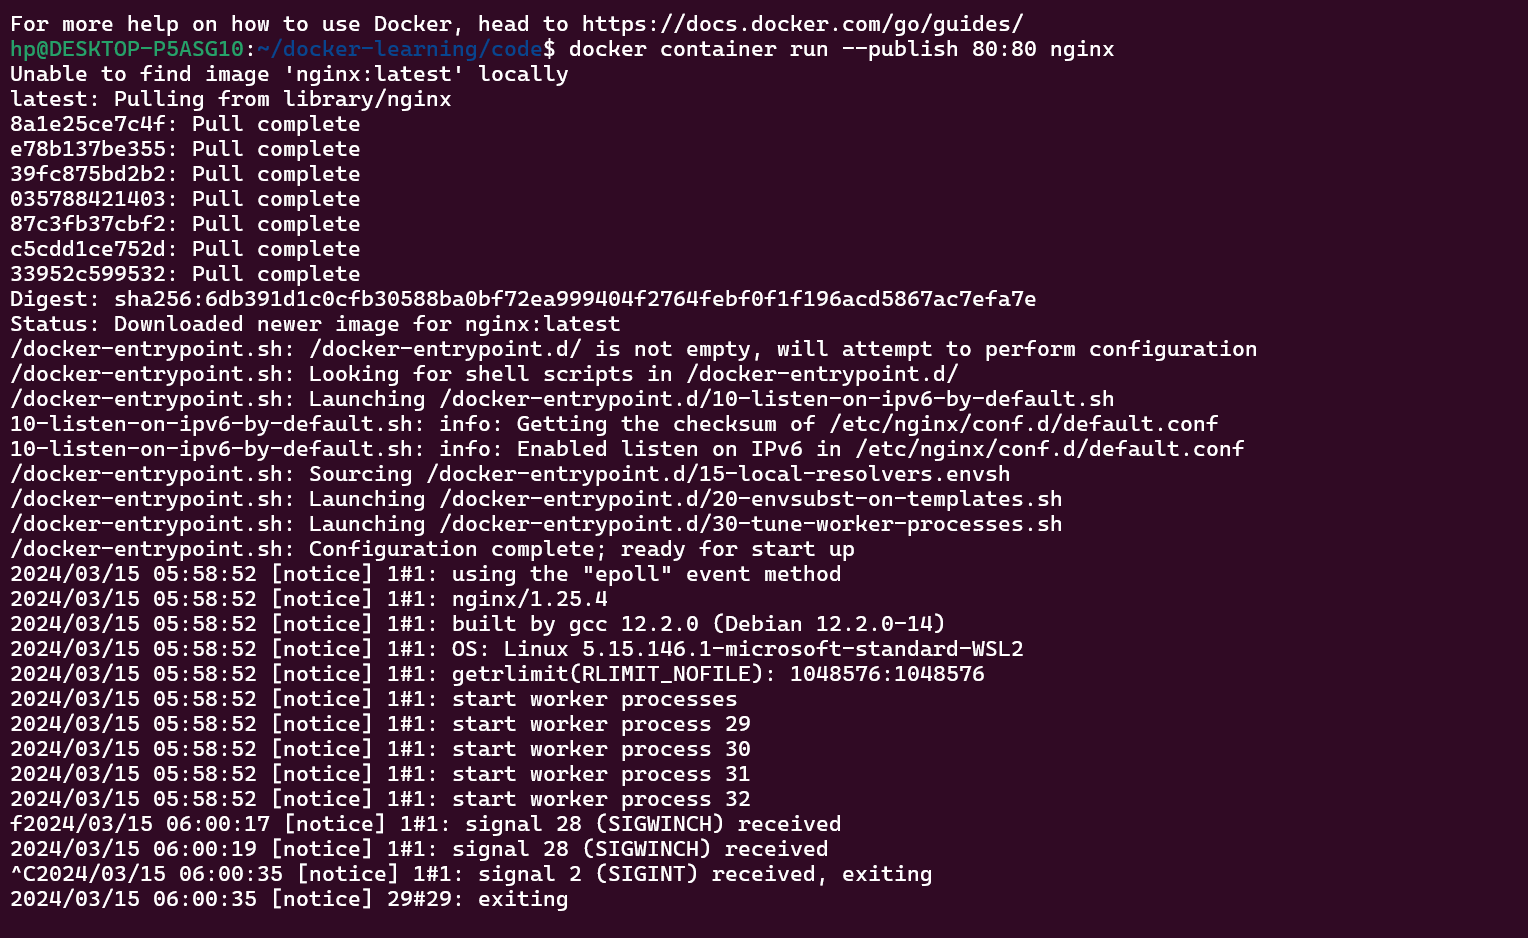 For more help on how to use Docker, head to https://docs.docker.com/go/guides/
hp@DESKTOP-P5ASG10:~/docker-learning/code$ docker container run --publish 80:80 nginx
Unable to find image 'nginx:latest' locally
latest: Pulling from library/nginx
8a1e25ce7c4f: Pull complete
e78b137be355: Pull complete
39fc875bd2b2: Pull complete
035788421403: Pull complete
87c3fb37cbf2: Pull complete
c5cdd1ce752d: Pull complete
33952c599532: Pull complete
Digest: sha256:6db391d1c0cfb30588ba0bf72ea999404f2764febf0f1f196acd5867ac7efa7e
Status: Downloaded newer image for nginx:latest
/docker-entrypoint.sh: /docker-entrypoint.d/ is not empty, will attempt to perform configuration
/docker-entrypoint.sh: Looking for shell scripts in /docker-entrypoint.d/
/docker-entrypoint.sh: Launching /docker-entrypoint.d/10-listen-on-ipv6-by-default.sh
10-listen-on-ipv6-by-default.sh: info: Getting the checksum of /etc/nginx/conf.d/default.conf
10-listen-on-ipv6-by-default.sh: info: Enabled listen on IPv6 in /etc/nginx/conf.d/default.conf
/docker-entrypoint.sh: Sourcing /docker-entrypoint.d/15-local-resolvers.envsh
/docker-entrypoint.sh: Launching /docker-entrypoint.d/20-envsubst-on-templates.sh
/docker-entrypoint.sh: Launching /docker-entrypoint.d/30-tune-worker-processes.sh
/docker-entrypoint.sh: Configuration complete; ready for start up
2024/03/15 05:58:52 [notice] 1#1: using the "epoll" event method
2024/03/15 05:58:52 [notice] 1#1: nginx/1.25.4
2024/03/15 05:58:52 [notice] 1#1: built by gcc 12.2.0 (Debian 12.2.0-14)
2024/03/15 05:58:52 [notice] 1#1: OS: Linux 5.15.146.1-microsoft-standard-WSL2
2024/03/15 05:58:52 [notice] 1#1: getrlimit(RLIMIT_NOFILE): 1048576:1048576
2024/03/15 05:58:52 [notice] 1#1: start worker processes
2024/03/15 05:58:52 [notice] 1#1: start worker process 29
2024/03/15 05:58:52 [notice] 1#1: start worker process 30
2024/03/15 05:58:52 [notice] 1#1: start worker process 31
2024/03/15 05:58:52 [notice] 1#1: start worker process 32
f2024/03/15 06:00:17 [notice] 1#1: signal 28 (SIGWINCH) received
2024/03/15 06:00:19 [notice] 1#1: signal 28 (SIGWINCH) received
^C2024/03/15 06:00:35 [notice] 1#1: signal 2 (SIGINT) received, exiting
2024/03/15 06:00:35 [notice] 29#29: exiting